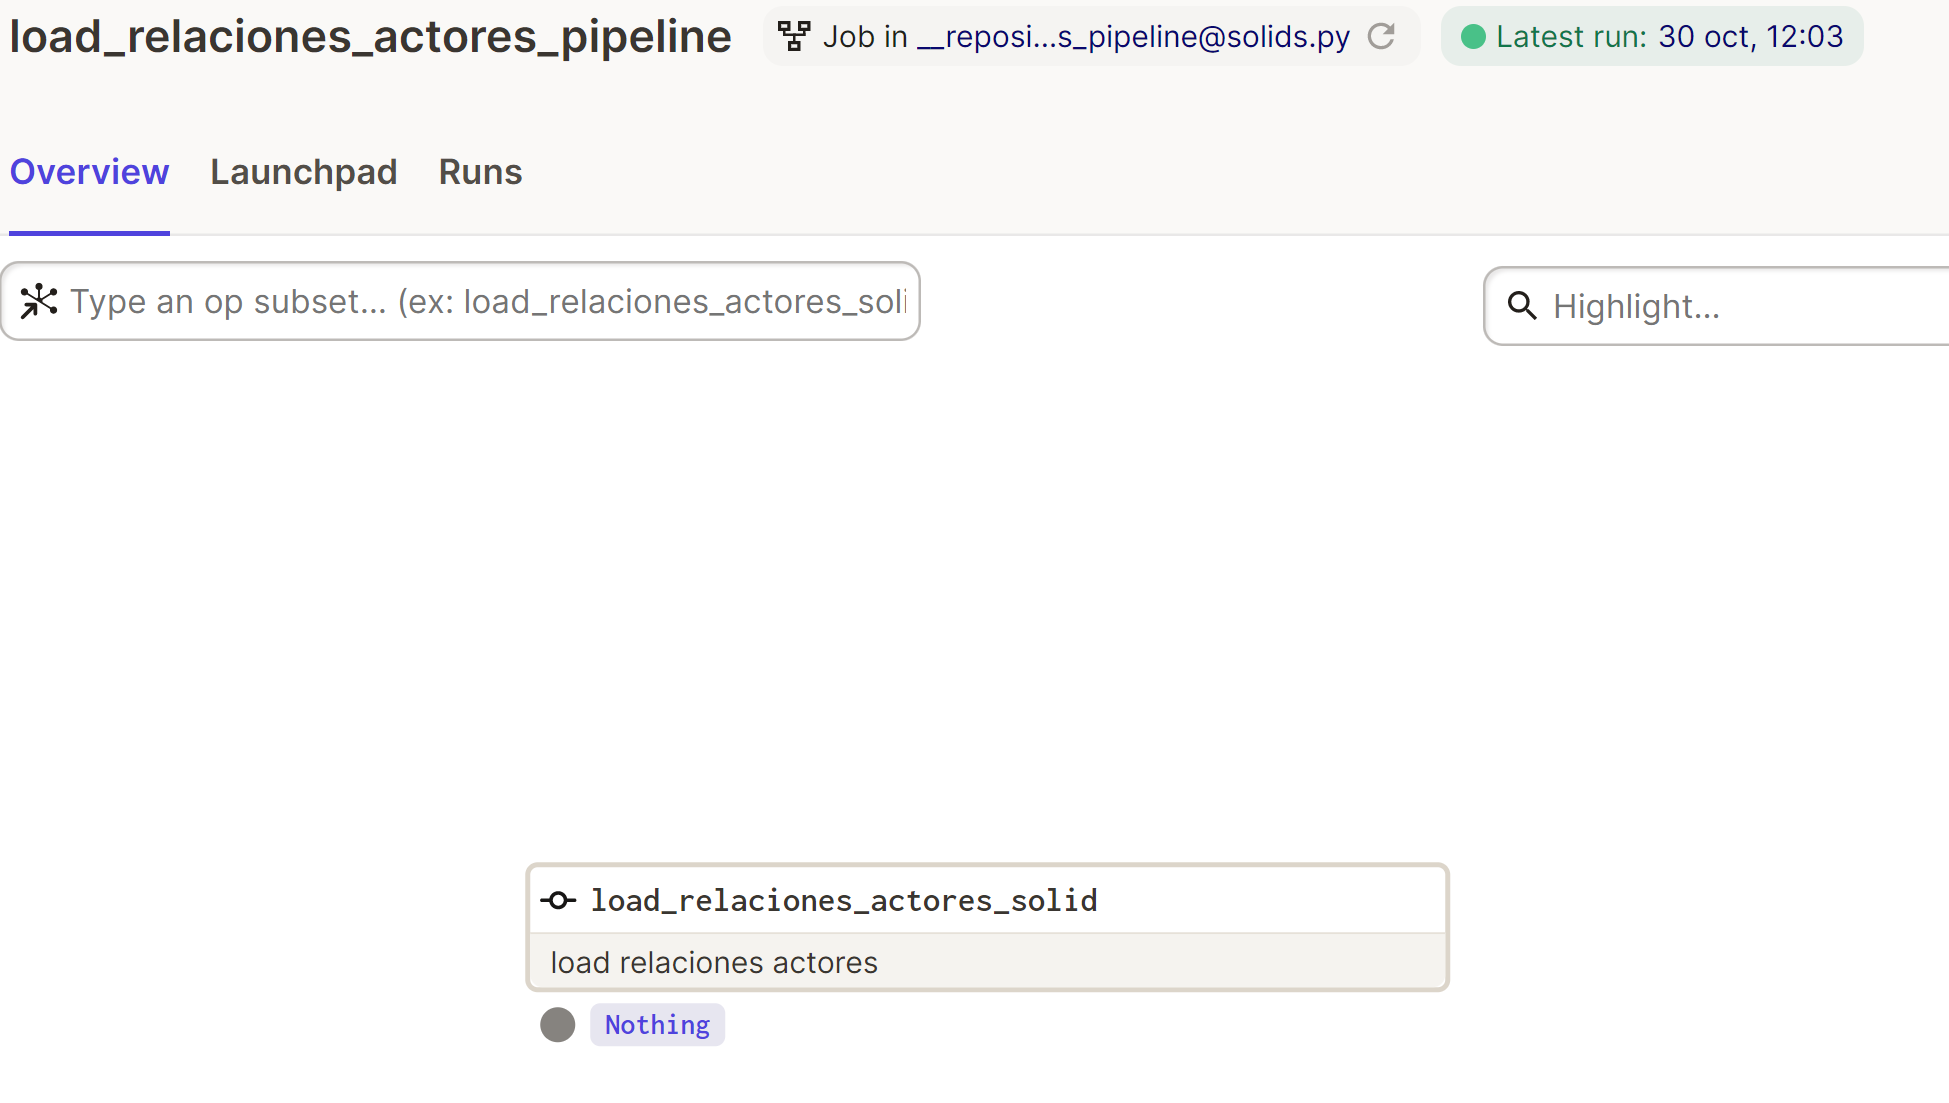 load_relaciones_actores_pipeline Job in __reposi...s_pipeline@solids.py Latest run: 30 oct, 12:03
Overview Launchpad Runs
Type an op subset... (ex: load_relaciones_actores_soli Highlight...
load_relaciones_actores_solid
load relaciones actores
Nothing